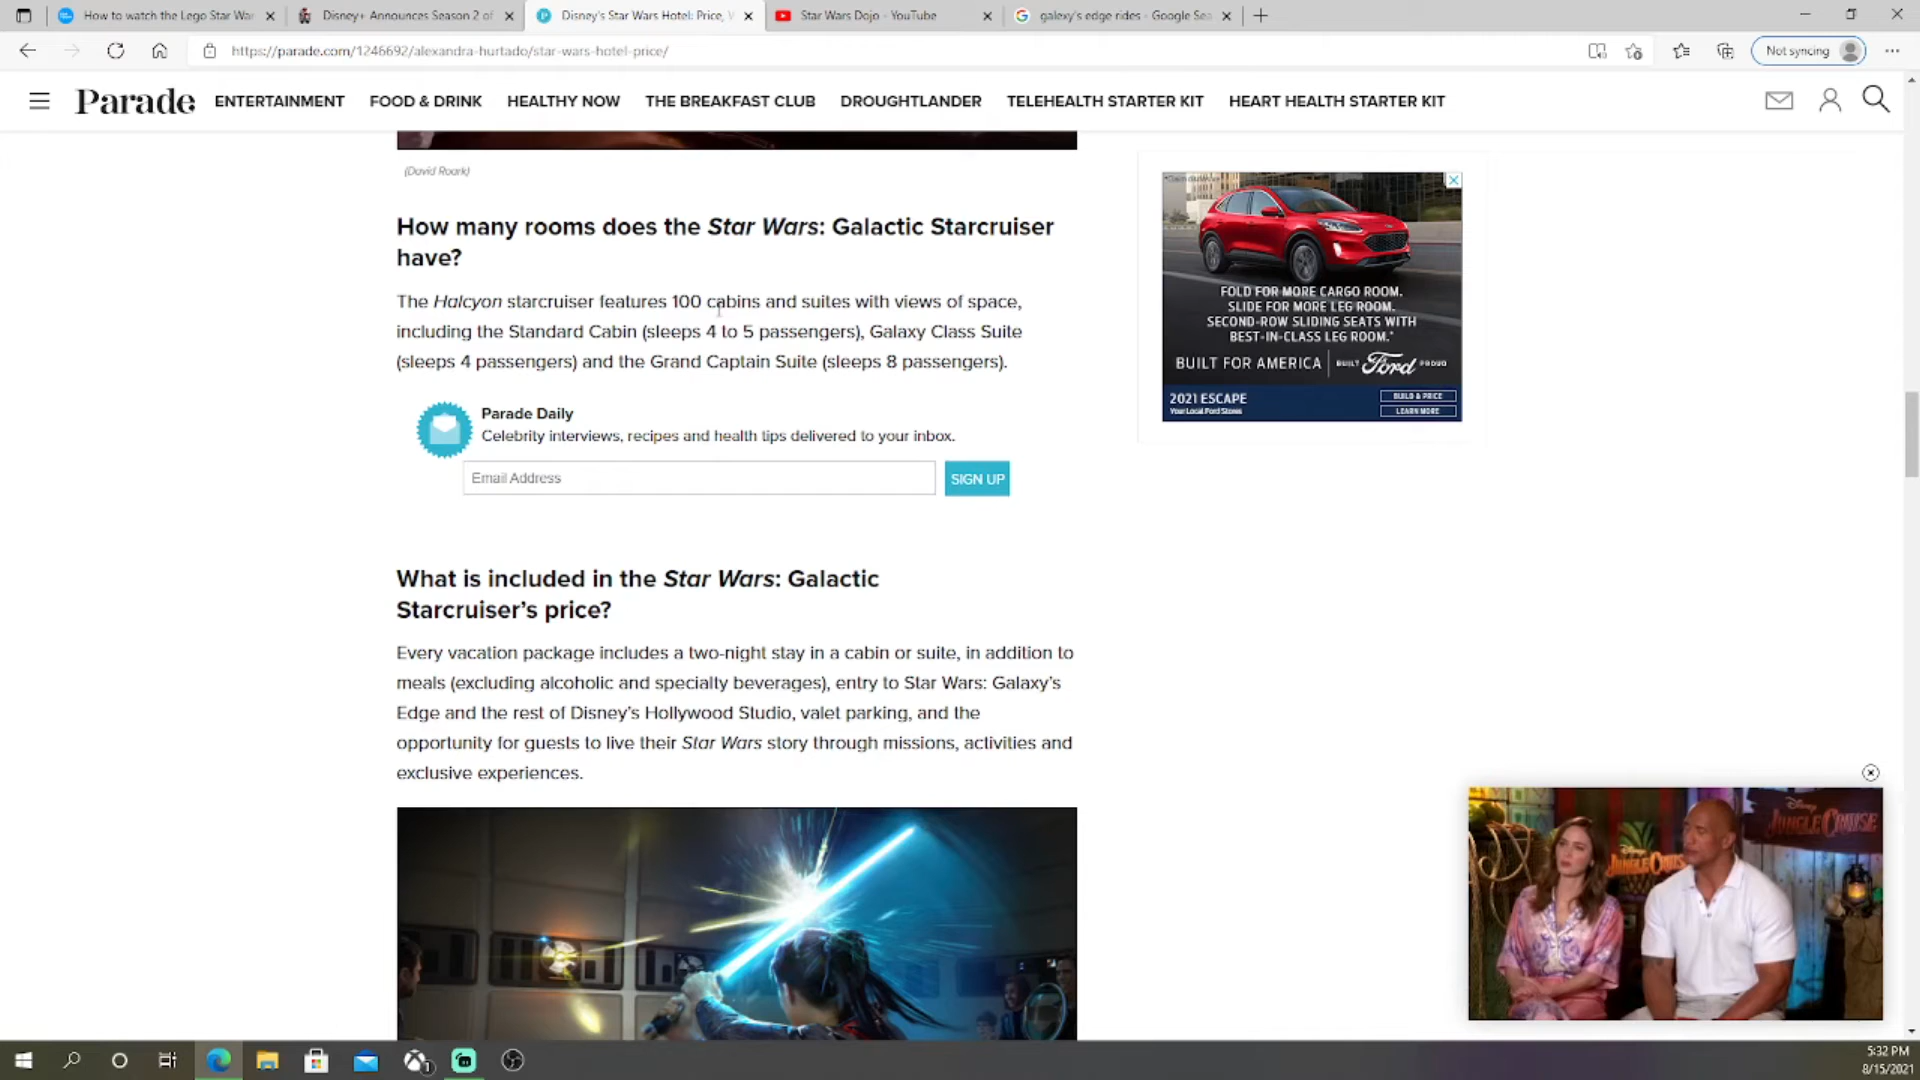 How to watch the Lego Star War
Disney+ Announces Season 2 of
Disney's Star Wars Hotel: Price, V
Star Wars Dojo - YouTube
galexy's edge rides - Google Sea
https://parade.com/1246692/alexandra-hurtado/star-wars-hotel-price/
Not syncing
Parade
ENTERTAINMENT
FOOD & DRINK
HEALTHY NOW
THE BREAKFAST CLUB
DROUGHTLANDER
TELEHEALTH STARTER KIT
HEART HEALTH STARTER KIT
(David Roark)
How many rooms does the Star Wars: Galactic Starcruiser
have?
The Halcyon starcruiser features 100 cabins and suites with views of space,
including the Standard Cabin (sleeps 4 to 5 passengers), Galaxy Class Suite
(sleeps 4 passengers) and the Grand Captain Suite (sleeps 8 passengers).
Parade Daily
Celebrity interviews, recipes and health tips delivered to your inbox.
Email Address
SIGN UP
What is included in the Star Wars: Galactic
Starcruiser’s price?
Every vacation package includes a two-night stay in a cabin or suite, in addition to
meals (excluding alcoholic and specialty beverages), entry to Star Wars: Galaxy’s
Edge and the rest of Disney’s Hollywood Studio, valet parking, and the
opportunity for guests to live their Star Wars story through missions, activities and
exclusive experiences.
FOLD FOR MORE CARGO ROOM.
SLIDE FOR MORE LEG ROOM.
SECOND-ROW SLIDING SEATS WITH
BEST-IN-CLASS LEG ROOM.*
BUILT FOR AMERICA
BUILT Ford PROUD
2021 ESCAPE
Your Local Ford Stores
BUILD & PRICE
LEARN MORE
Disney
JUNGLE CRUISE
5:32 PM
8/15/2021